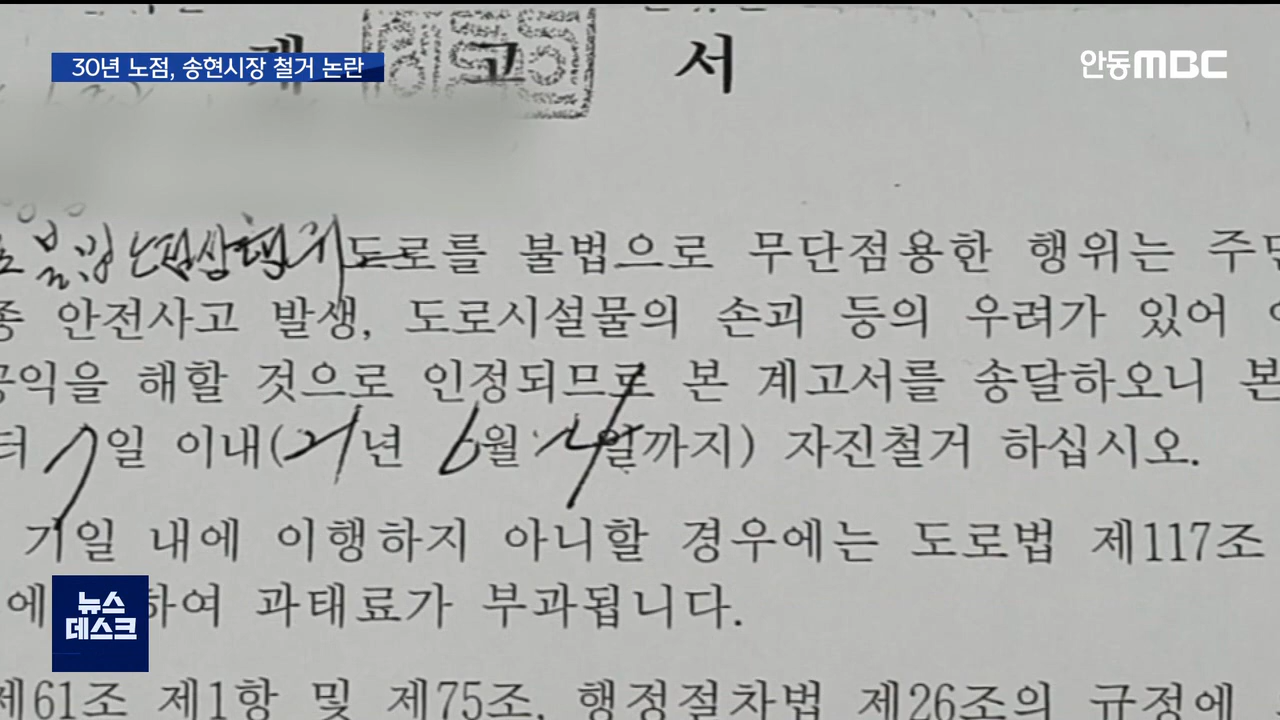 계 고 서
30년 노점, 송현시장 철거 논란
안동MBC
불법 노점상행위 도로를 불법으로 무단점용한 행위는
안전사고 발생, 도로시설물의 손괴 등의 우려가 있어
공익을 해할 것으로 인정되므로 본 계고서를 송달하오니 본
터 7일 이내(21년 6월 일까지) 자진철거 하십시오.
기일 내에 이행하지 아니할 경우에는 도로법 제117조
에 하여 과태료가 부과됩니다.
뉴스
데스크
제61조 제1항 및 제75조, 행정절차법 제26조의 규정에